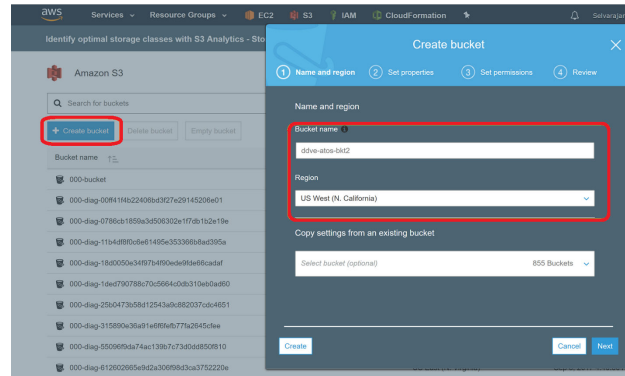 aws Services Resource Groups EC2 S3 IAM CloudFormation Selvarajan
Identify optimal storage classes with S3 Analytics - Sto
Create bucket
1 Name and region 2 Set properties 3 Set permissions 4 Review
Amazon S3
Search for buckets
+ Create bucket Delete bucket Empty bucket
Bucket name
000-bucket
000-diag-00ff41f4b22406bd3f27e29145206e01
000-diag-0786cb1859a3d506302e1f7db1b2e19e
000-diag-11b4df8f0c6e61495e353366b8ad395a
000-diag-18d0050e34f97b4f90ede9fde66cadaf
000-diag-1ded790788c70c5664c0db319eb0ad60
000-diag-25b0473b58d12543a9c882037cdc4651
000-diag-315890e36a91e6f6fefb77fa2645cfee
000-diag-55096f9da74ac139b7c73d0dd850f810
000-diag-612602665e9d2a306f98d3ca3752220e
Name and region
Bucket name
ddve-atos-bkt2
Region
US West (N. California)
Copy settings from an existing bucket
Select bucket (optional) 855 Buckets
Create Cancel Next